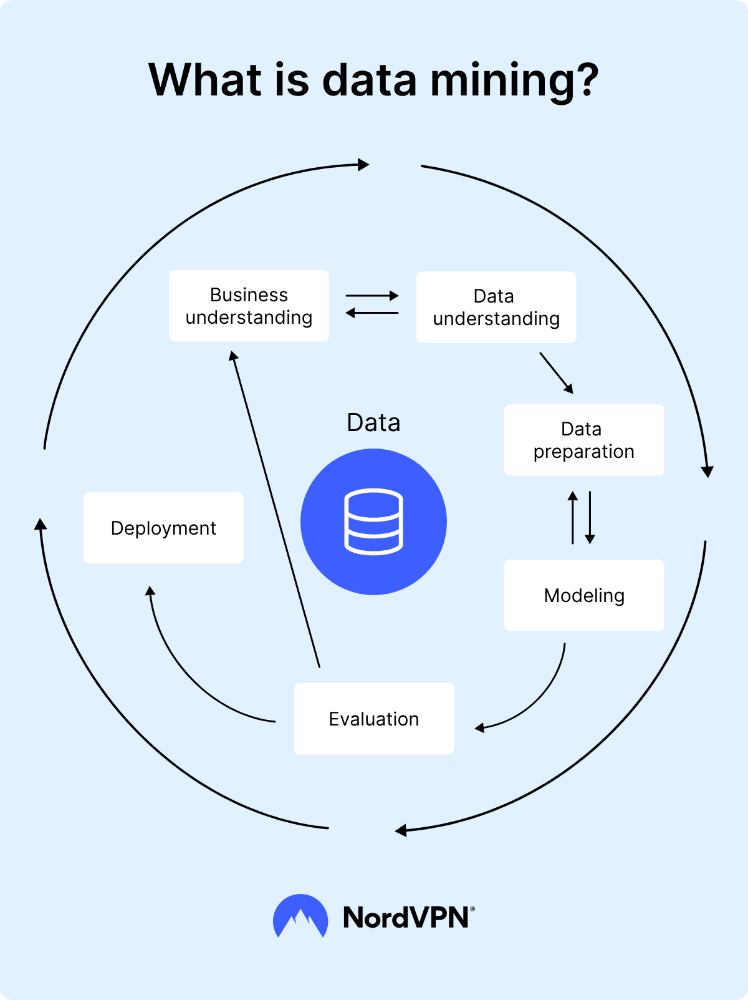 What is data mining?
Business
understanding
Data
understanding
Data
Data
preparation
Deployment
Modeling
Evaluation
NordVPN®